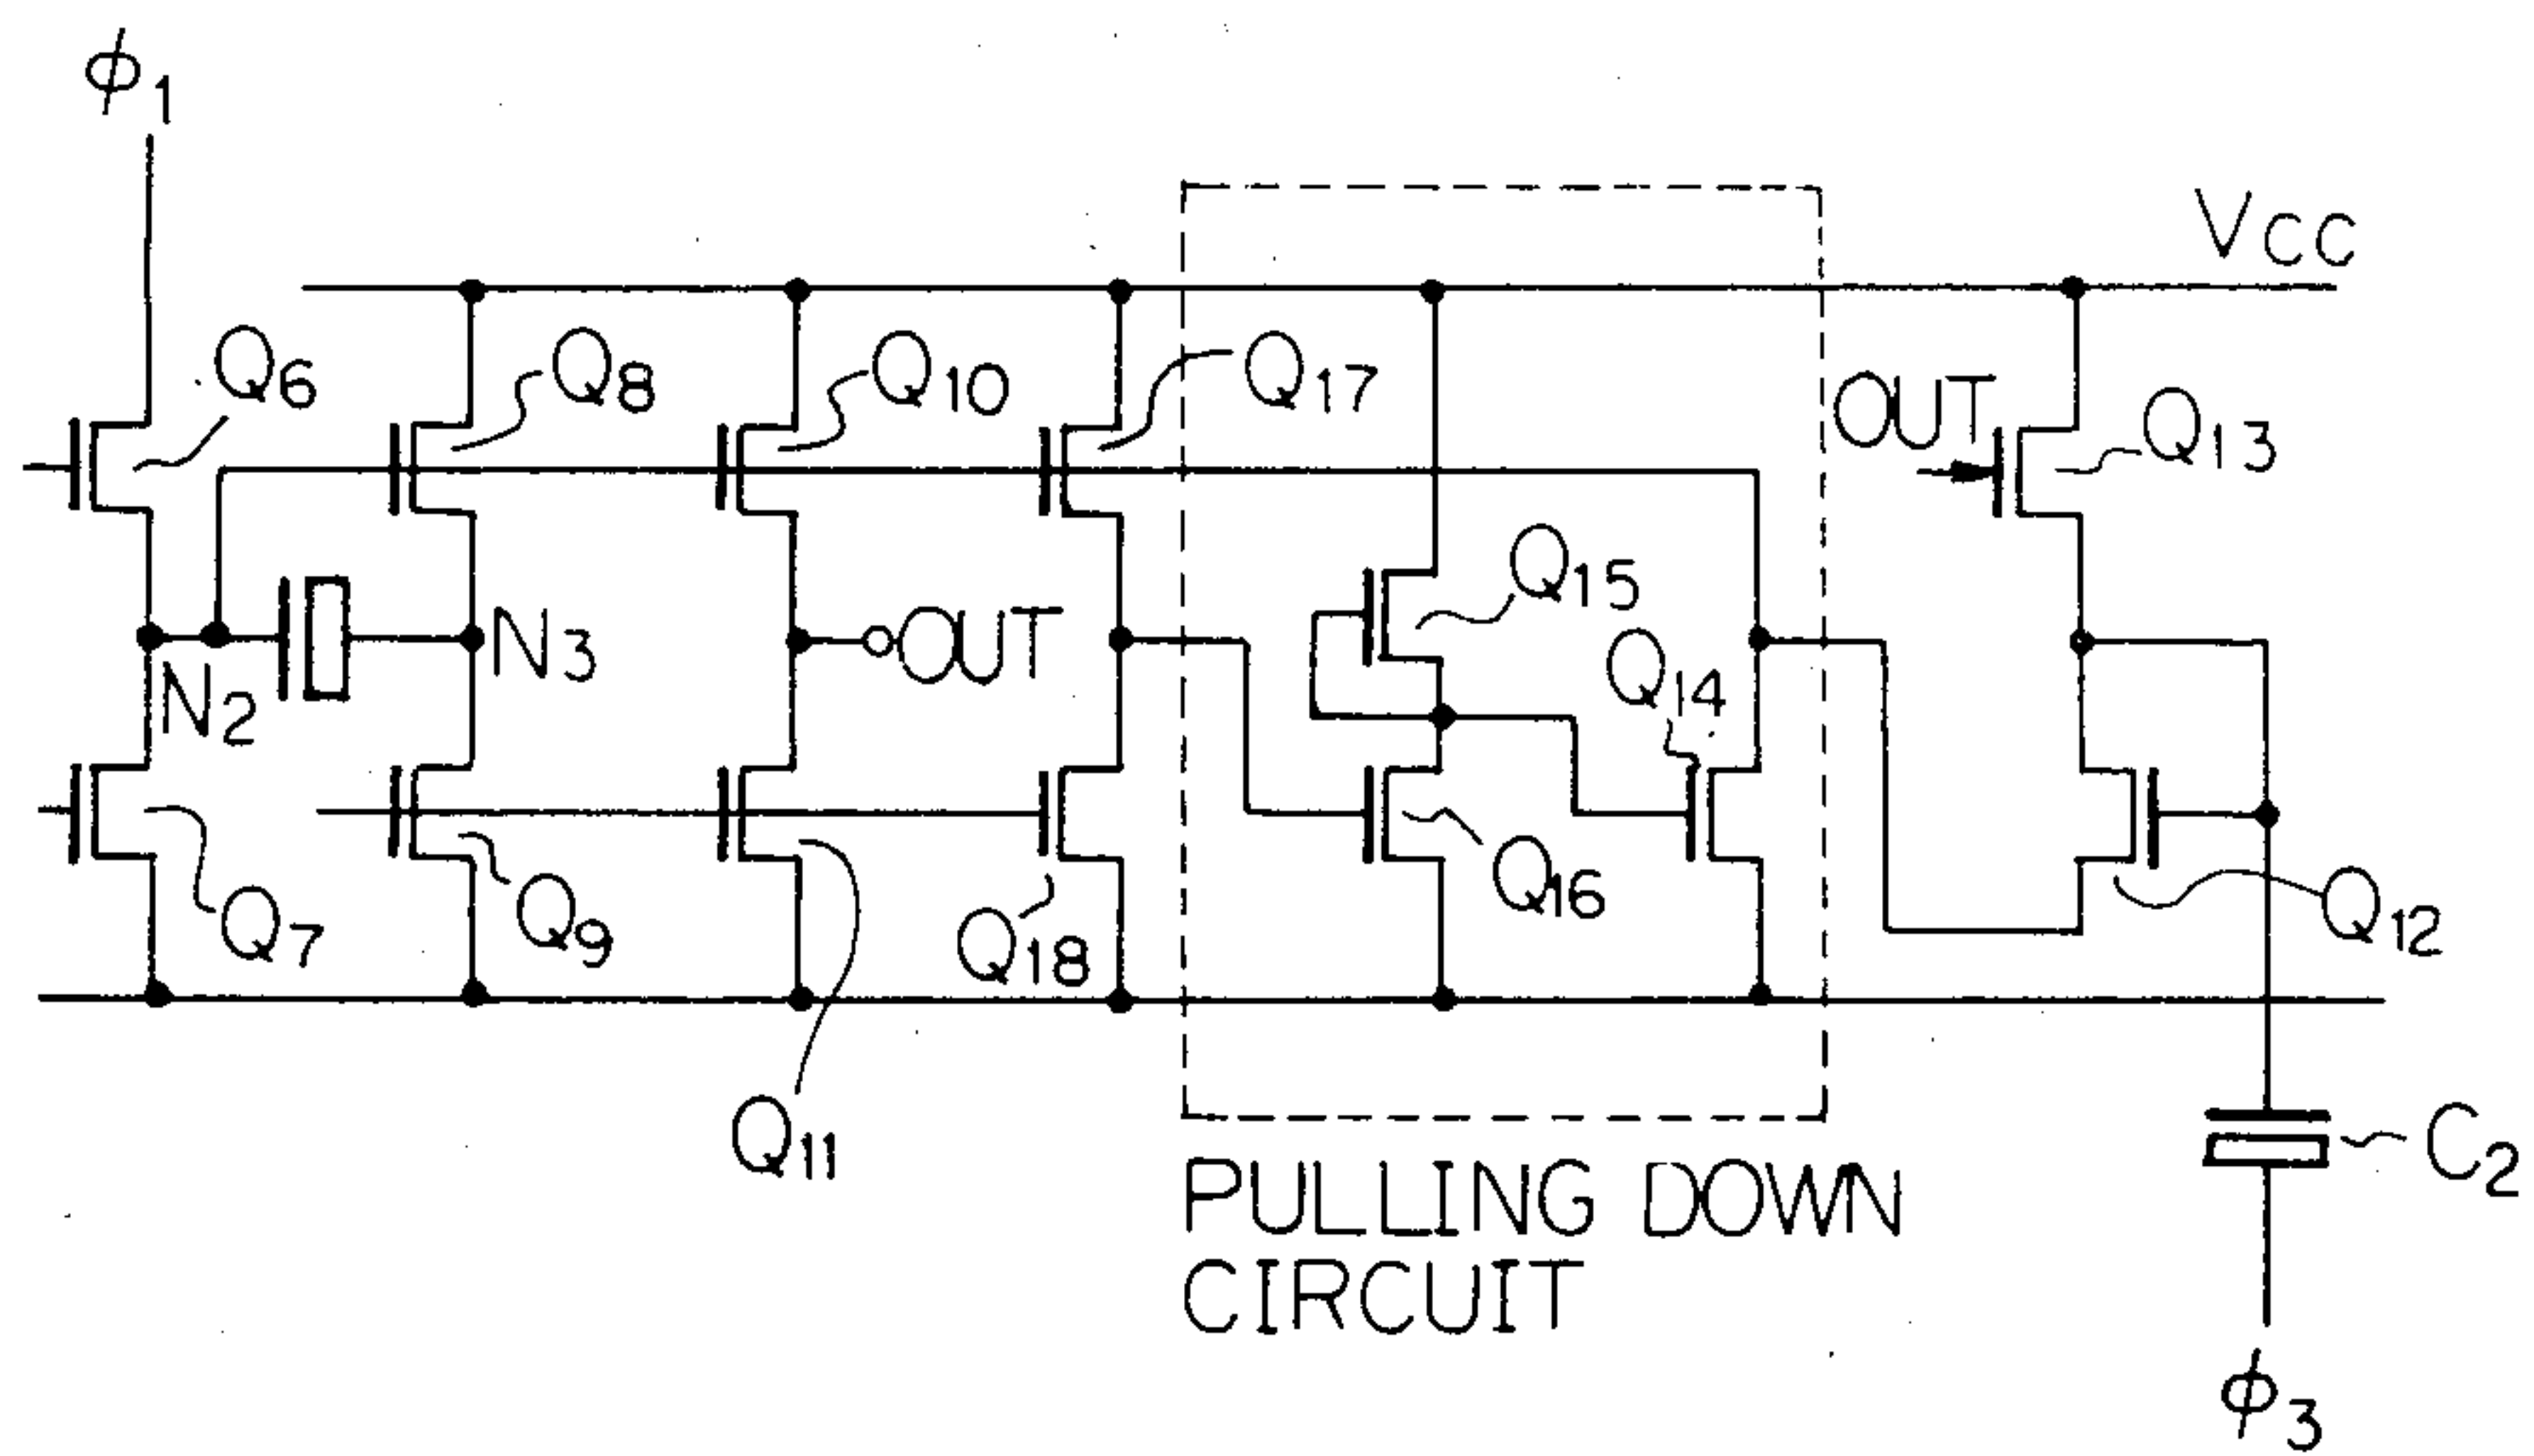 ϕ1
VCC
Q6
Q8
Q10
Q17
OUT
Q13
Q15
N2
N3
OUT
Q14
Q7
Q9
Q18
Q16
Q12
Q11
C2
PULLING DOWN
CIRCUIT
ϕ3